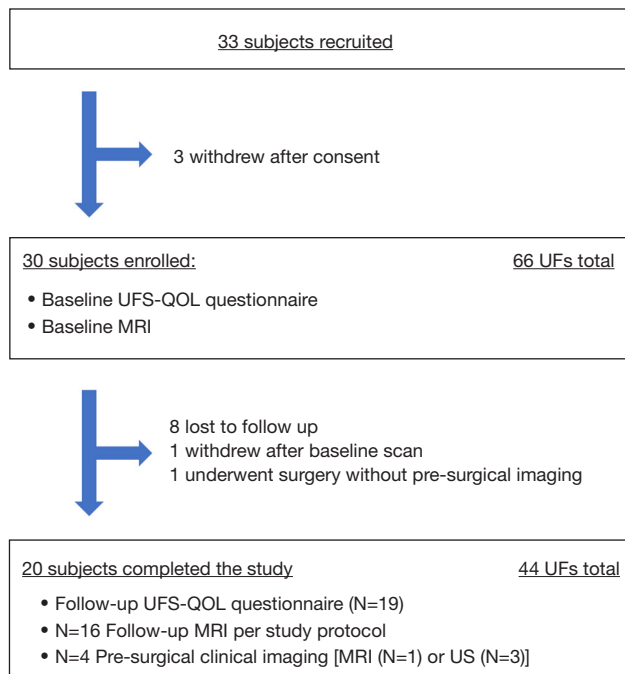 33 subjects recruited
3 withdrew after consent
30 subjects enrolled: 66 UFs total
• Baseline UFS-QOL questionnaire
• Baseline MRI
8 lost to follow up
1 withdrew after baseline scan
1 underwent surgery without pre-surgical imaging
20 subjects completed the study 44 UFs total
• Follow-up UFS-QOL questionnaire (N=19)
• N=16 Follow-up MRI per study protocol
• N=4 Pre-surgical clinical imaging [MRI (N=1) or US (N=3)]